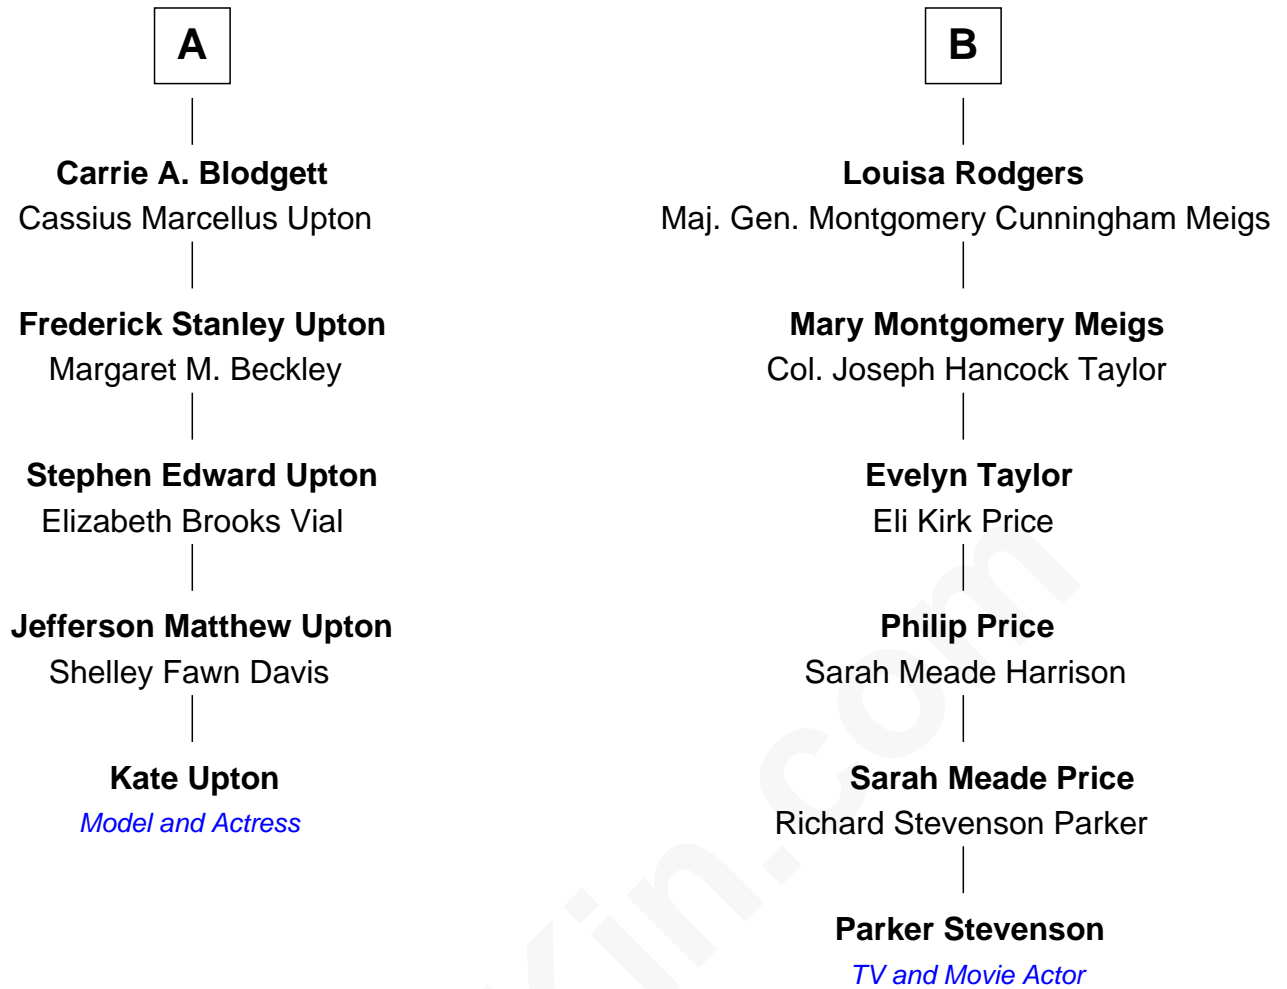 A
Carrie A. Blodgett
Cassius Marcellus Upton
Frederick Stanley Upton
Margaret M. Beckley
Stephen Edward Upton
Elizabeth Brooks Vial
Jefferson Matthew Upton
Shelley Fawn Davis
Kate Upton
Model and Actress
B
Louisa Rodgers
Maj. Gen. Montgomery Cunningham Meigs
Mary Montgomery Meigs
Col. Joseph Hancock Taylor
Evelyn Taylor
Eli Kirk Price
Philip Price
Sarah Meade Harrison
Sarah Meade Price
Richard Stevenson Parker
Parker Stevenson
TV and Movie Actor